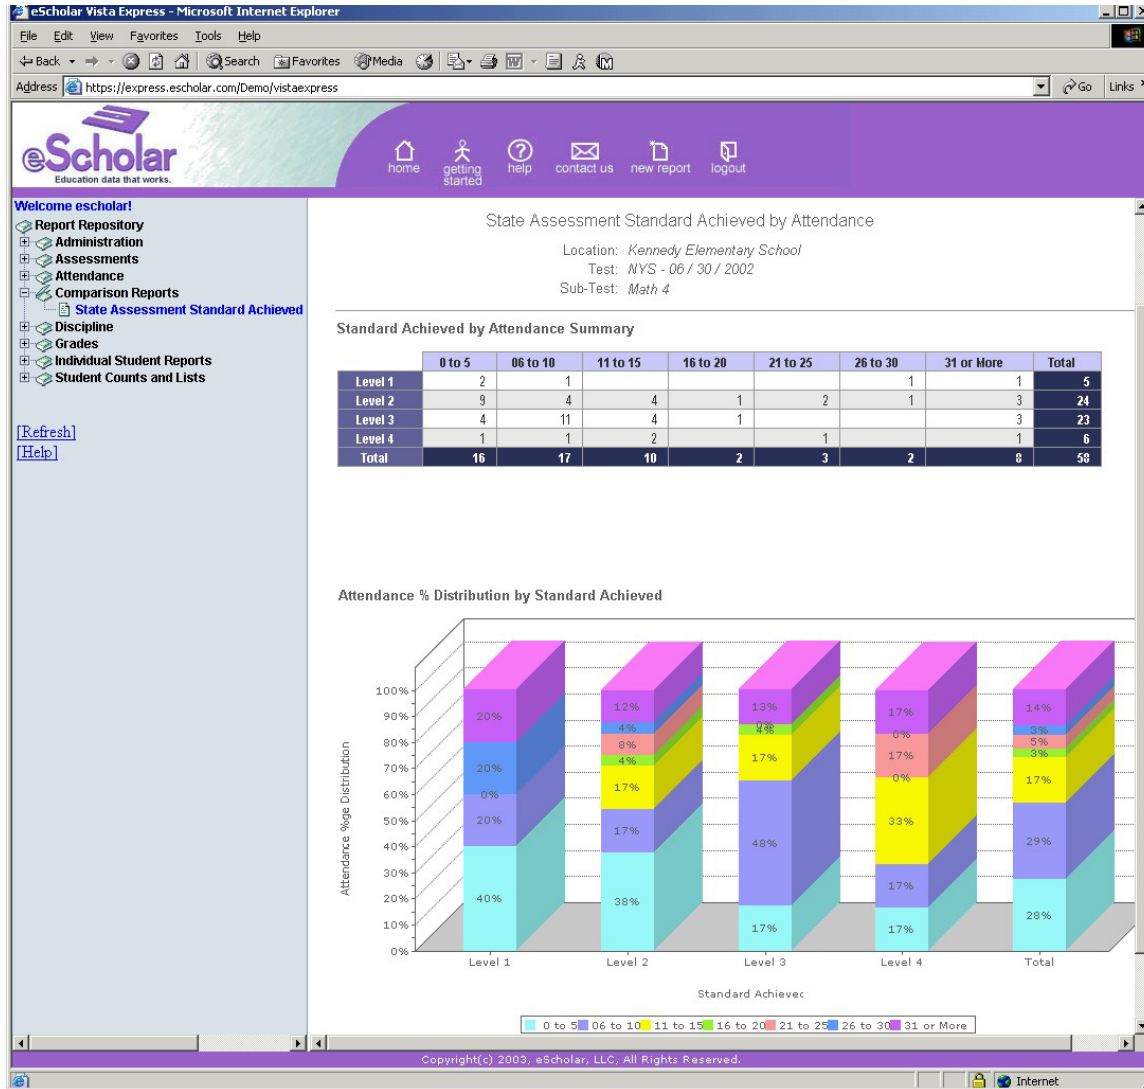 eScholar Vista Express - Microsoft Internet Explorer
File Edit View Favorites Tools Help
Back Search Favorites Media
Address https://express.escholar.com/Demo/vistaexpress Go Links
eScholar
Education data that works.
home getting started help contact us new report logout
Welcome escholar!
Report Repository
Administration
Assessments
Attendance
Comparison Reports
State Assessment Standard Achieved
Discipline
Grades
Individual Student Reports
Student Counts and Lists
[Refresh]
[Help]
State Assessment Standard Achieved by Attendance
Location: Kennedy Elementary School
Test: NYS - 06 / 30 / 2002
Sub-Test: Math 4
Standard Achieved by Attendance Summary
0 to 5 06 to 10 11 to 15 16 to 20 21 to 25 26 to 30 31 or More Total
Level 1 2 1 1 1 5
Level 2 9 4 4 1 2 1 3 24
Level 3 4 11 4 1 3 23
Level 4 1 1 2 1 1 6
Total 16 17 10 2 3 2 8 58
Attendance % Distribution by Standard Achieved
Attendance %ge Distribution
100%
90%
80%
70%
60%
50%
40%
30%
20%
10%
0%
20%
20%
0%
20%
40%
12%
4%
8%
4%
17%
17%
38%
13%
0%
4%
17%
48%
17%
17%
0%
17%
0%
33%
17%
17%
14%
3%
5%
3%
17%
29%
28%
Level 1 Level 2 Level 3 Level 4 Total
Standard Achievec
0 to 5 06 to 10 11 to 15 16 to 20 21 to 25 26 to 30 31 or More
Copyright(c) 2003, eScholar, LLC, All Rights Reserved.
Internet